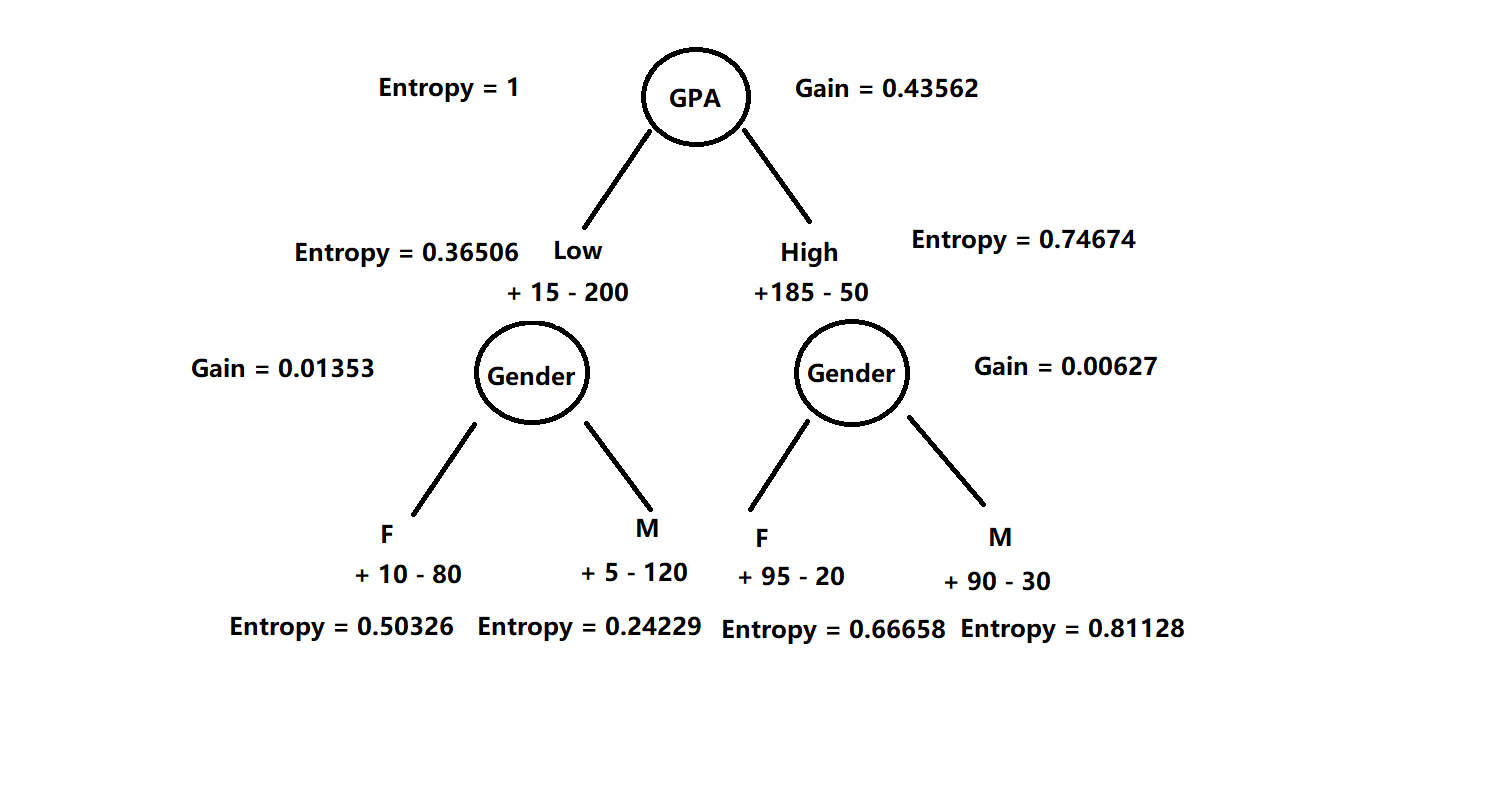 Entropy = 1
GPA
Gain = 0.43562
Entropy = 0.36506
Low
High
Entropy = 0.74674
+ 15 - 200
+185 - 50
Gain = 0.01353
Gender
Gender
Gain = 0.00627
F
M
F
M
+ 10 - 80
+ 5 - 120
+ 95 - 20
+ 90 - 30
Entropy = 0.50326
Entropy = 0.24229
Entropy = 0.66658
Entropy = 0.81128